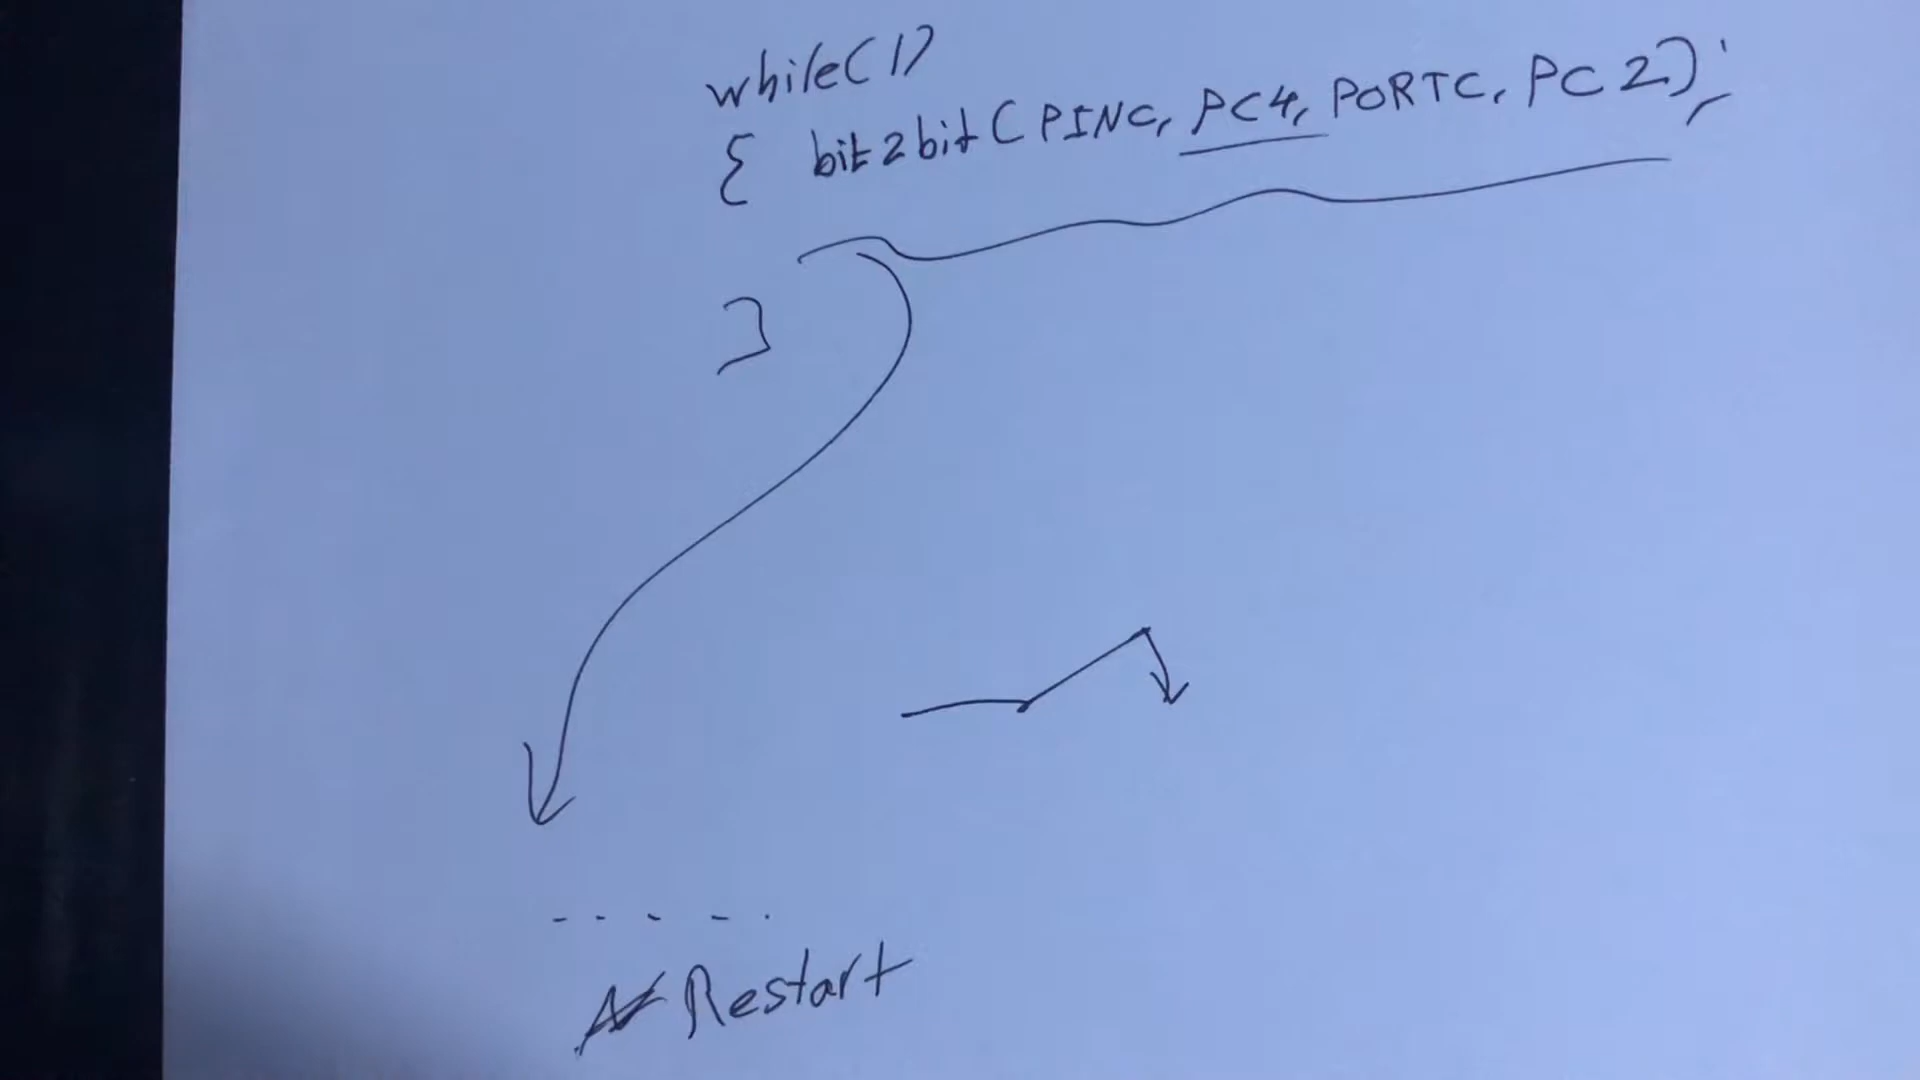 while(1)
{ bit2bit(PINC, PC4, PORTC, PC2);
}
Restart